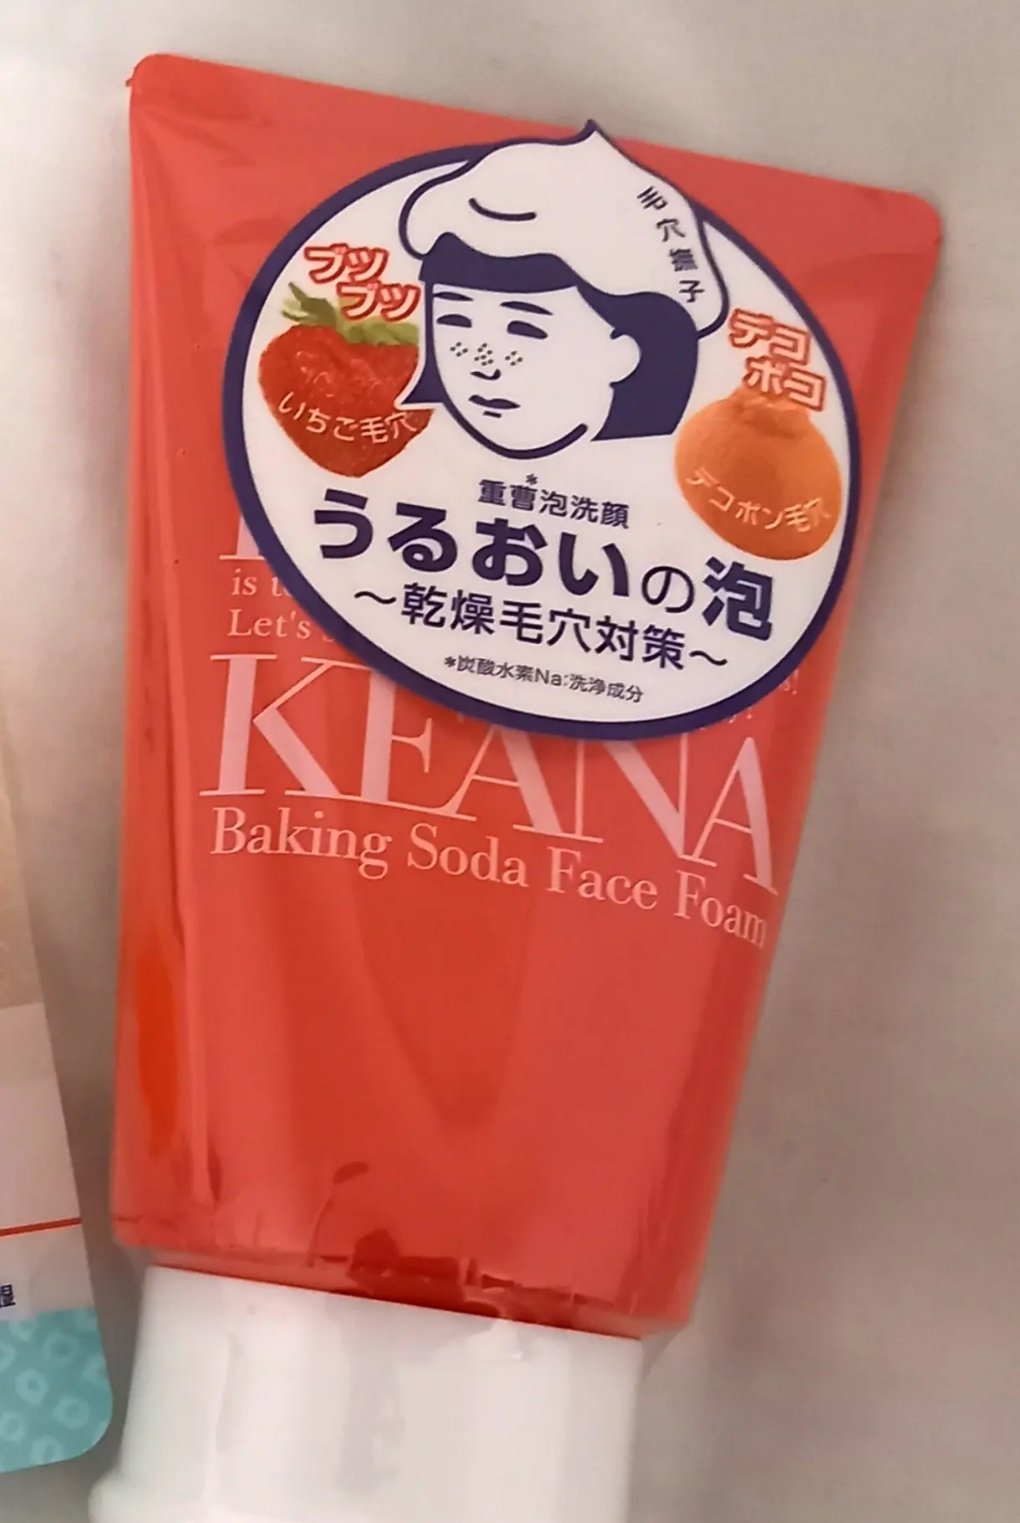 毛穴撫子
ブツ
ブツ
いちご毛穴
デコ
ボコ
デコポン毛穴
重曹*泡洗顔
うるおいの泡
~乾燥毛穴対策~
*炭酸水素Na:洗浄成分
is
Let's
KEANA
Baking Soda Face Foam